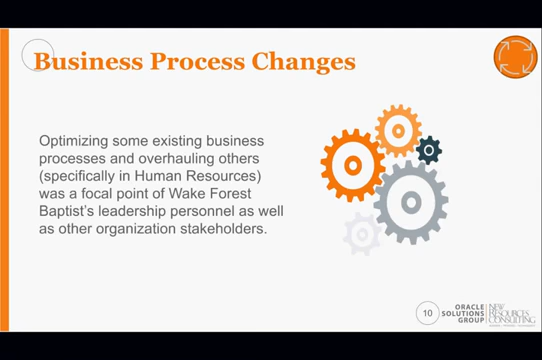 Business Process Changes
Optimizing some existing business
processes and overhauling others
(specifically in Human Resources)
was a focal point of Wake Forest
Baptist's leadership personnel as well
as other organization stakeholders.
10
ORACLE
SOLUTIONS
GROUP
NEW
RESOURCES
CONSULTING